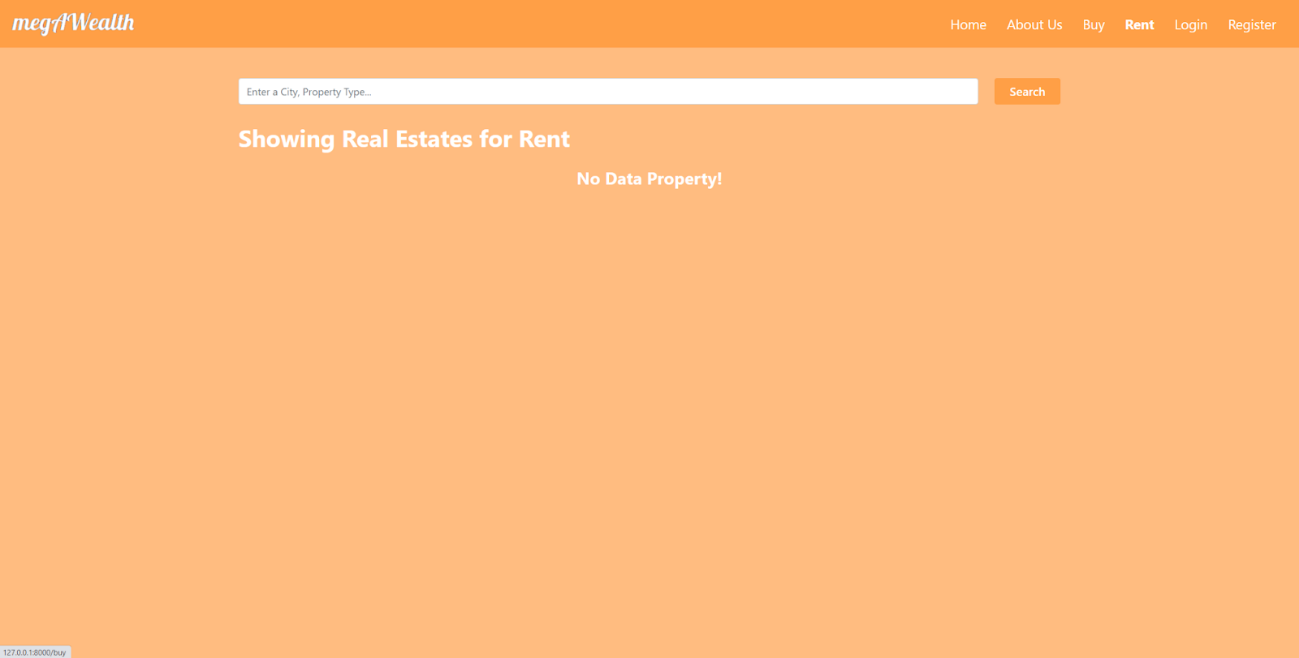 megAWealth
Home About Us Buy Rent Login Register
Enter a City, Property Type...
Search
Showing Real Estates for Rent
No Data Property!
127.0.0.1:8000/buy